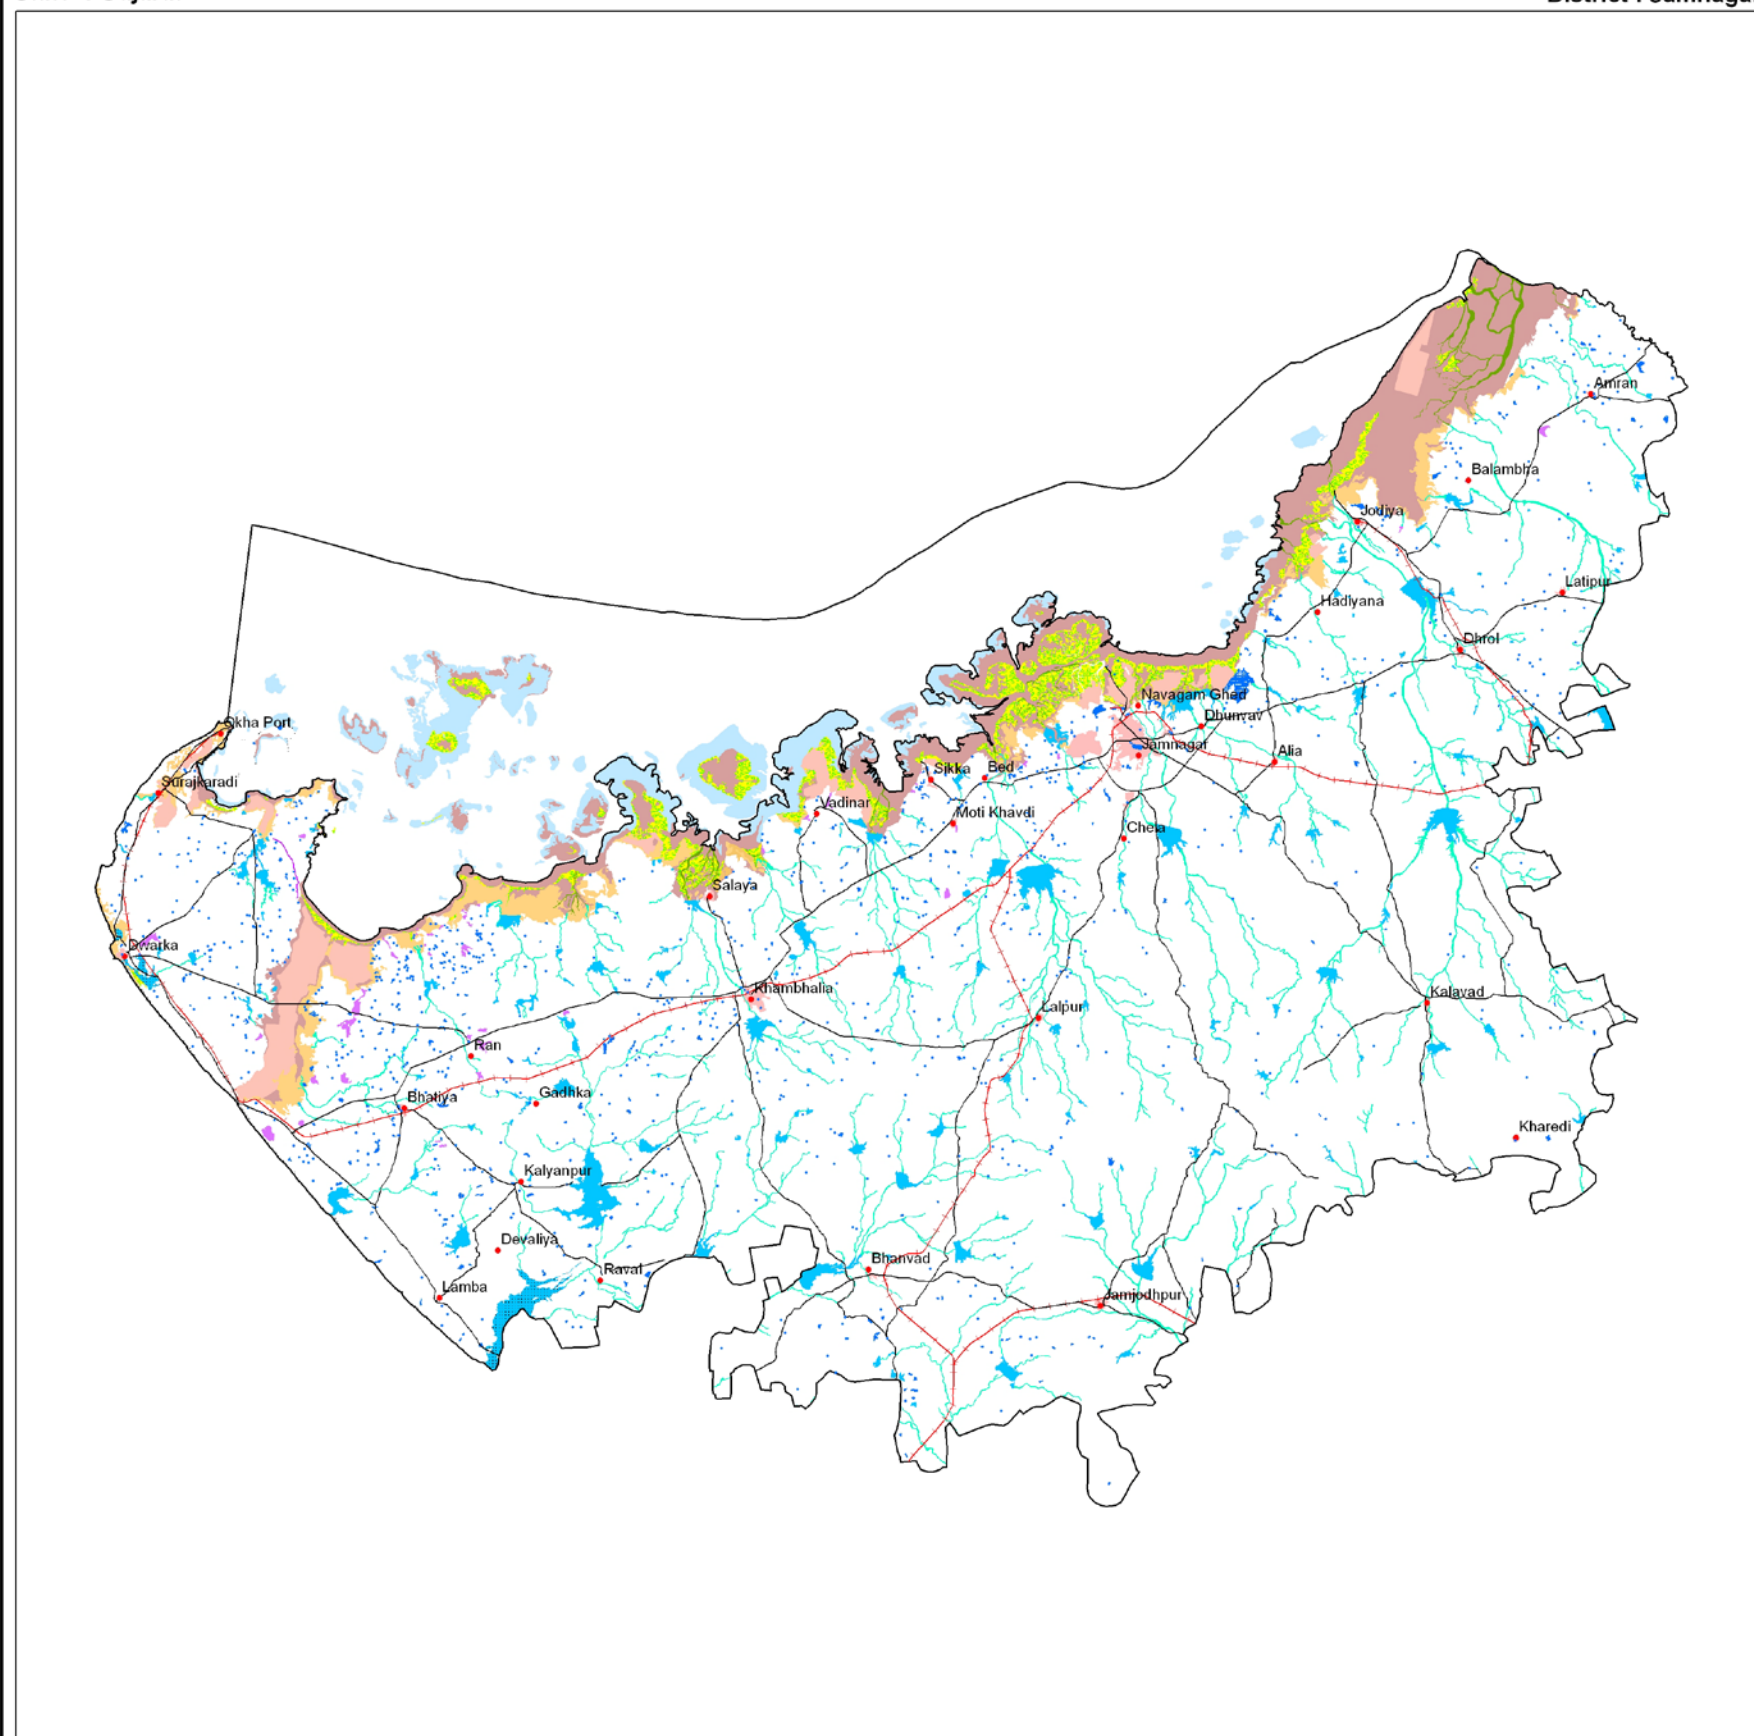 Amran
Balambha
Jodiya
Latipur
Hadiyana
Dhrol
Navagam Ghed
Okha Port
Dhunvav
Jamnagar
Alia
Sikka
Bed
Surajkaradi
Vadinar
Moti Khavdi
Chela
Salaya
Dwarka
Khambhalia
Kalavad
Lalpur
Ran
Gadhka
Bhatiya
Kharedi
Kalyanpur
Devaliya
Bhanvad
Raval
Lamba
Jamjodhpur